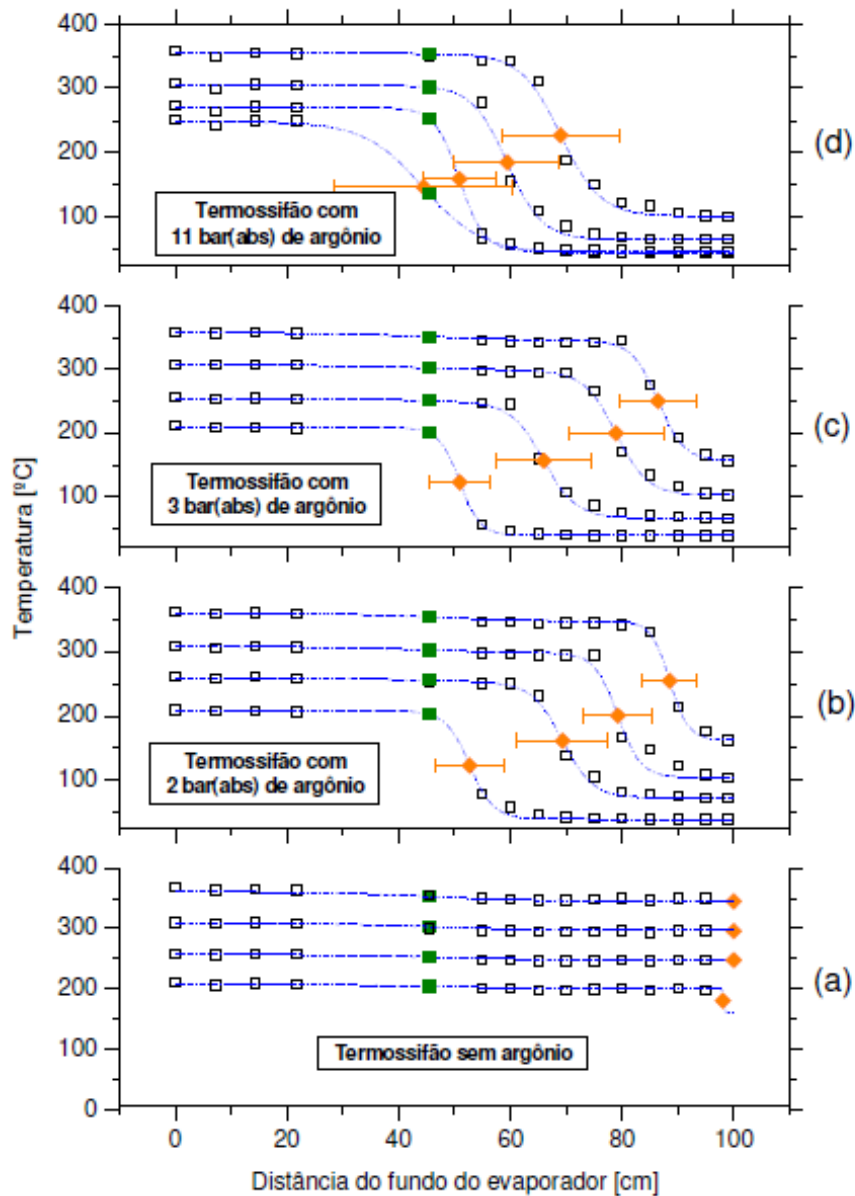 400
300
200
100
Termossifão com
11 bar(abs) de argônio
(d)
400
300
200
100
Termossifão com
3 bar(abs) de argônio
(c)
400
300
200
100
Termossifão com
2 bar(abs) de argônio
(b)
400
300
200
100
0
Termossifão sem argônio
(a)
0 20 40 60 80 100
Temperatura [ºC]
Distância do fundo do evaporador [cm]